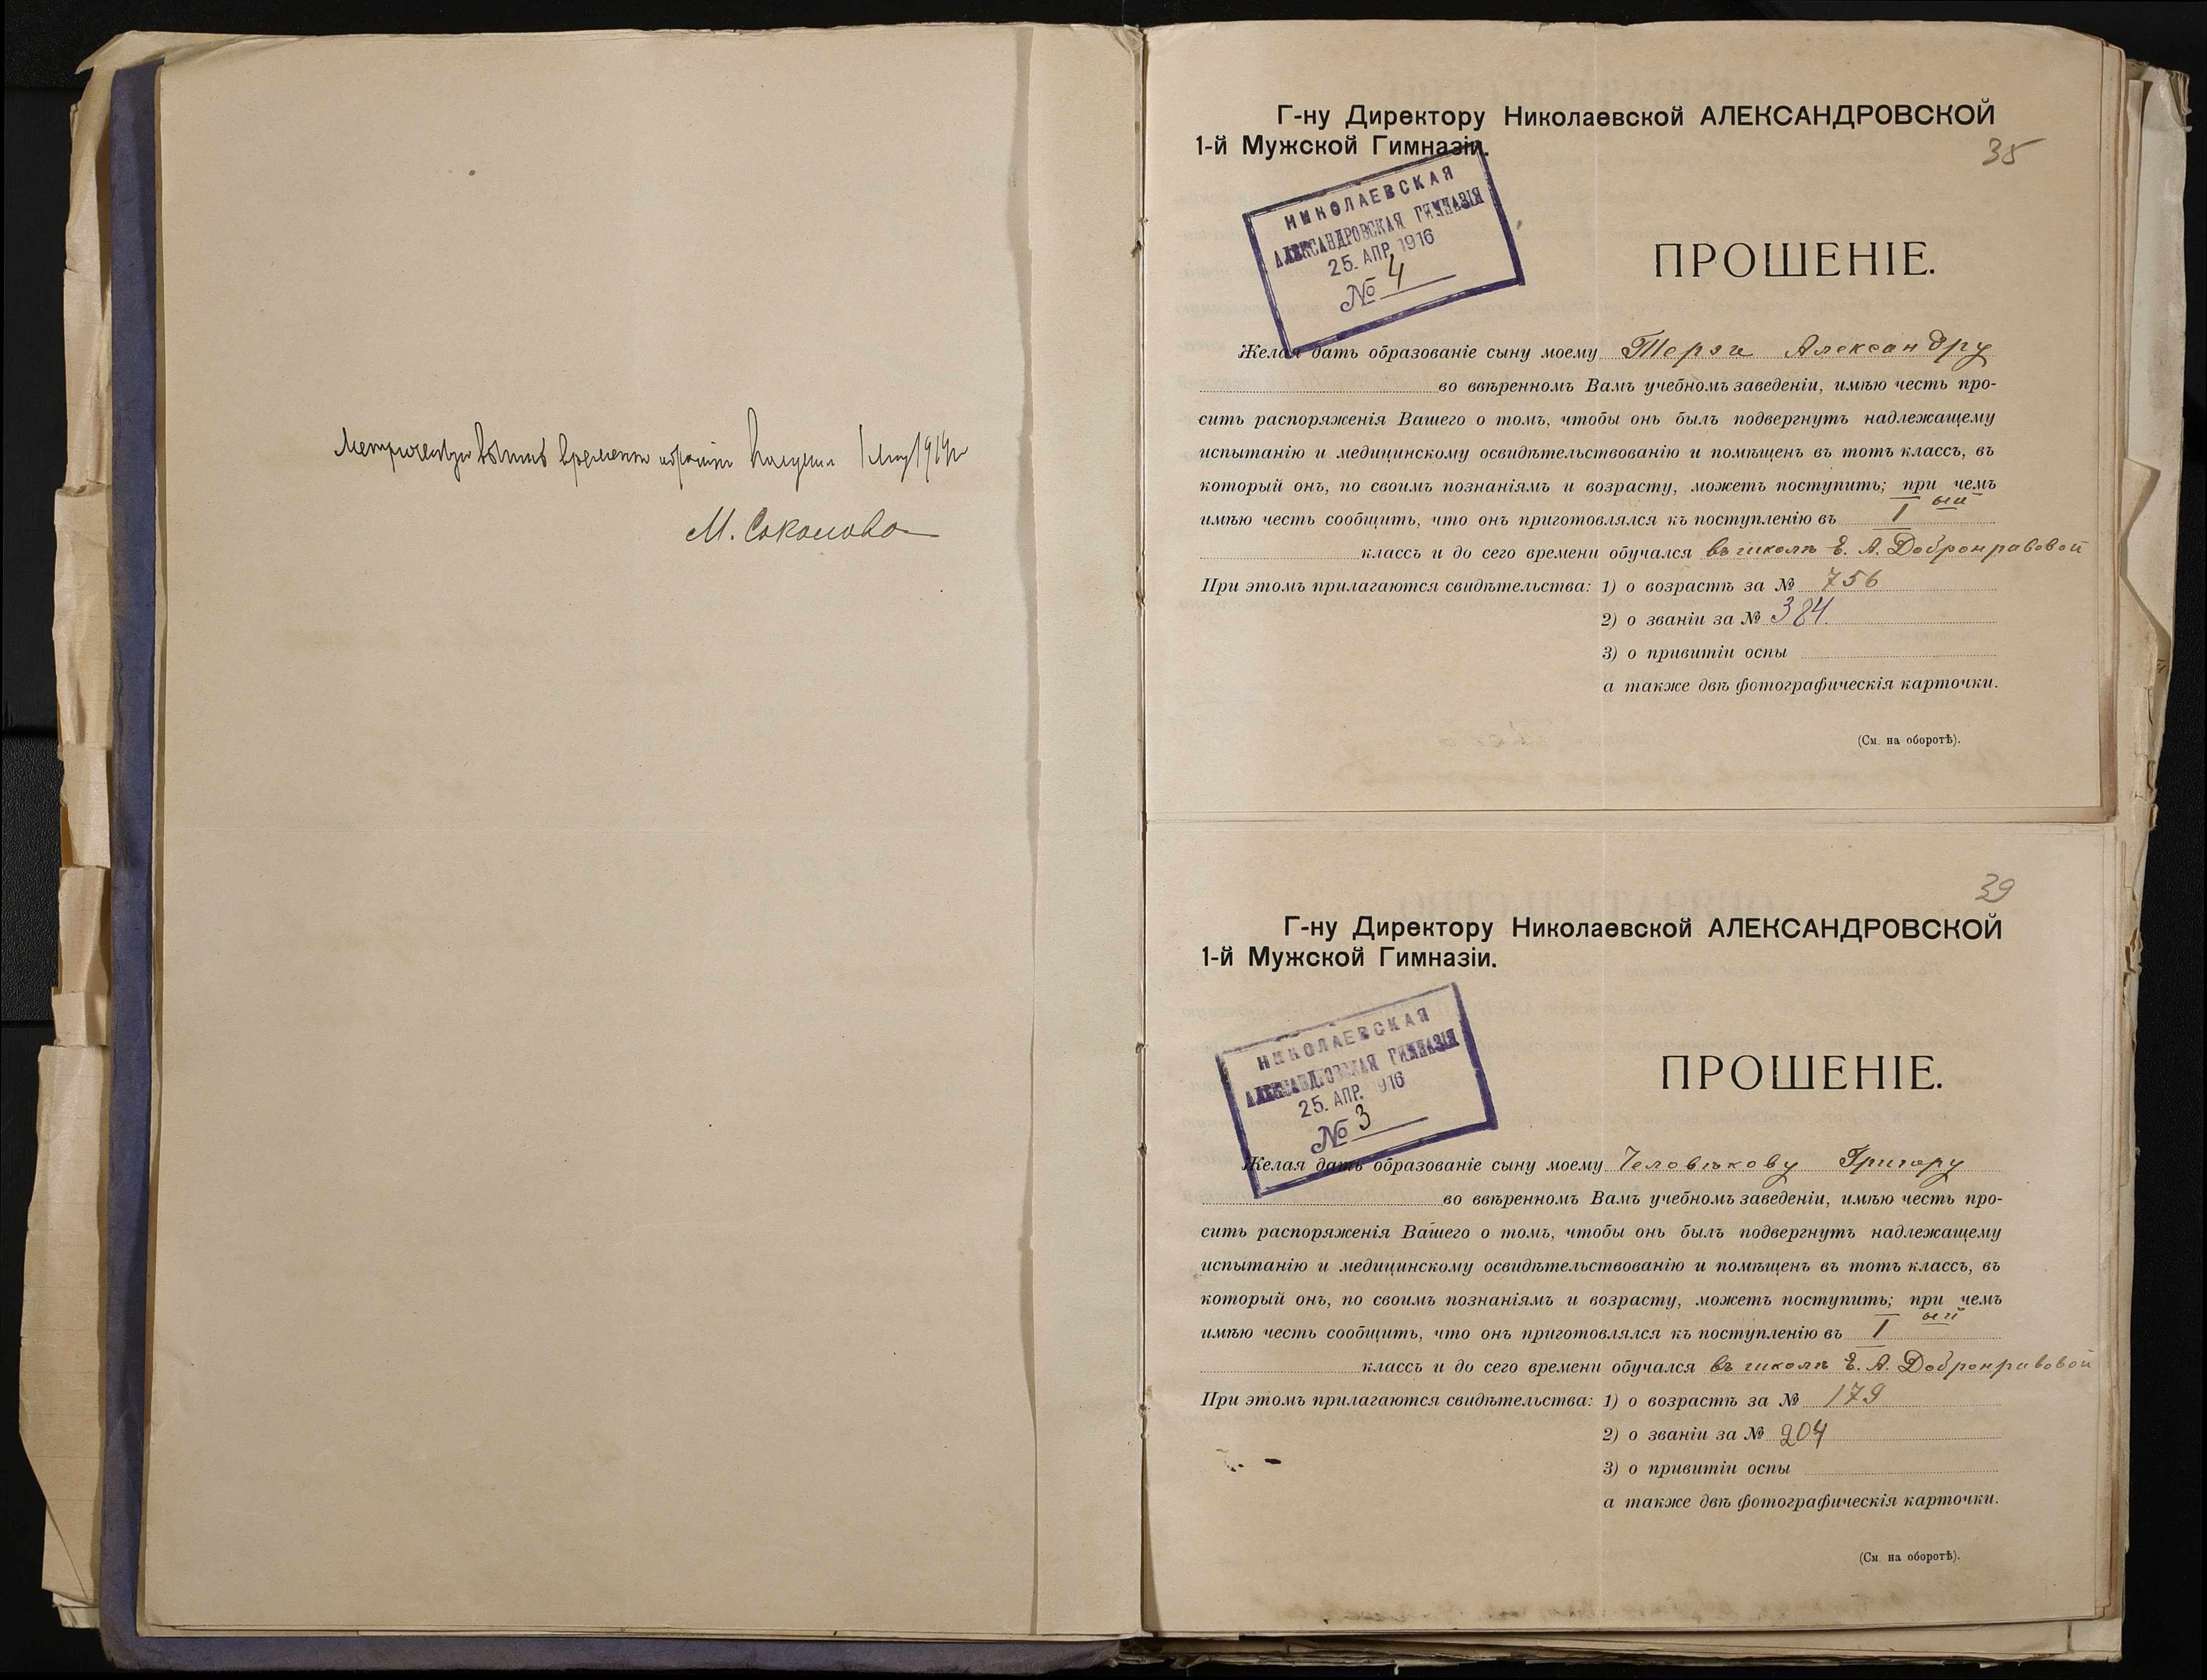 Метрическую выпись временно обратно получила 1 мая 1919 г
М. Соколова
Г-ну Директору Николаевской АЛЕКСАНДРОВСКОЙ
1-й Мужской Гимназіи.
35
НИКОЛАЕВСКАЯ
АЛЕКСАНДРОВСКАЯ ГИМНАЗІЯ
25. АПР. 1916
№ 4
ПРОШЕНІЕ.
Желая дать образованіе сыну моему Терзи Александру
во ввѣренномъ Вамъ учебномъ заведеніи, имѣю честь про-
сить распоряженія Вашего о томъ, чтобы онь былъ подвергнутъ надлежащему
испытанію и медицинскому освидѣтельствованію и помѣщенъ въ тотъ классъ, въ
который онъ, по своимъ познаніямъ и возрасту, можетъ поступить; при чемъ
имѣю честь сообщить, что онъ приготовлялся къ поступленію въ I ый
классъ и до сего времени обучался въ школѣ Е. А. Добронравовой
При этомъ прилагаются свидѣтельства: 1) о возрастѣ за № 756
2) о званіи за № 384.
3) о привитіи оспы
а также двѣ фотографическія карточки.
(См. на оборотѣ).
39
Г-ну Директору Николаевской АЛЕКСАНДРОВСКОЙ
1-й Мужской Гимназіи.
НИКОЛАЕВСКАЯ
АЛЕКСАНДРОВСКАЯ ГИМНАЗІЯ
25. АПР. 916
№ 3
ПРОШЕНІЕ.
Желая дать образованіе сыну моему Человѣкову Григору
во ввѣренномъ Вамъ учебномъ заведеніи, имѣю честь про-
сить распоряженія Вашего о томъ, чтобы онь былъ подвергнутъ надлежащему
испытанію и медицинскому освидѣтельствованію и помѣщенъ въ тотъ классъ, въ
который онъ, по своимъ познаніямъ и возрасту, можетъ поступить; при чемъ
имѣю честь сообщить, что онъ приготовлялся къ поступленію въ I ый
классъ и до сего времени обучался въ школѣ Е. А. Добронравовой
При этомъ прилагаются свидѣтельства: 1) о возрастѣ за № 179
2) о званіи за № 204
3) о привитіи оспы
а также двѣ фотографическія карточки.
(См. на оборотѣ).